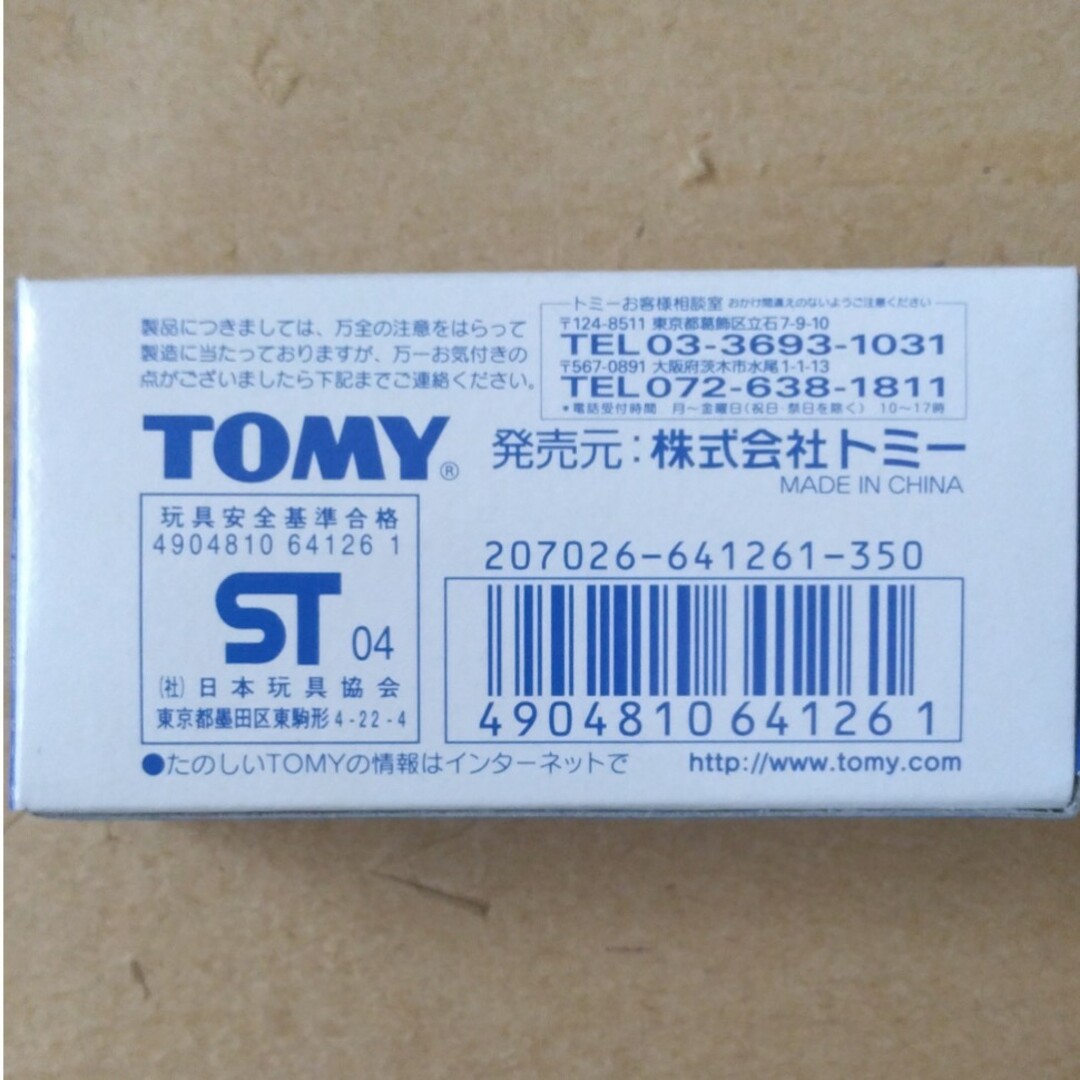 製品につきましては、万全の注意をはらって
製造に当たっておりますが、万一お気付きの
点がございましたら下記までご連絡ください。
トミーお客様相談室 おかけ間違えのないようご注意ください
〒124-8511 東京都葛飾区立石7-9-10
TEL03-3693-1031
〒567-0891 大阪府茨木市水尾1-1-13
TEL072-638-1811
*電話受付時間 月〜金曜日(祝日·祭日を除く) 10〜17時
TOMY®
発売元:株式会社トミー
MADE IN CHINA
玩具安全基準合格
4904810 64126 1
ST 04
(社)日本玩具協会
東京都墨田区東駒形4-22-4
207026-641261-350
4904810641261
●たのしいTOMYの情報はインターネットで http://www.tomy.com